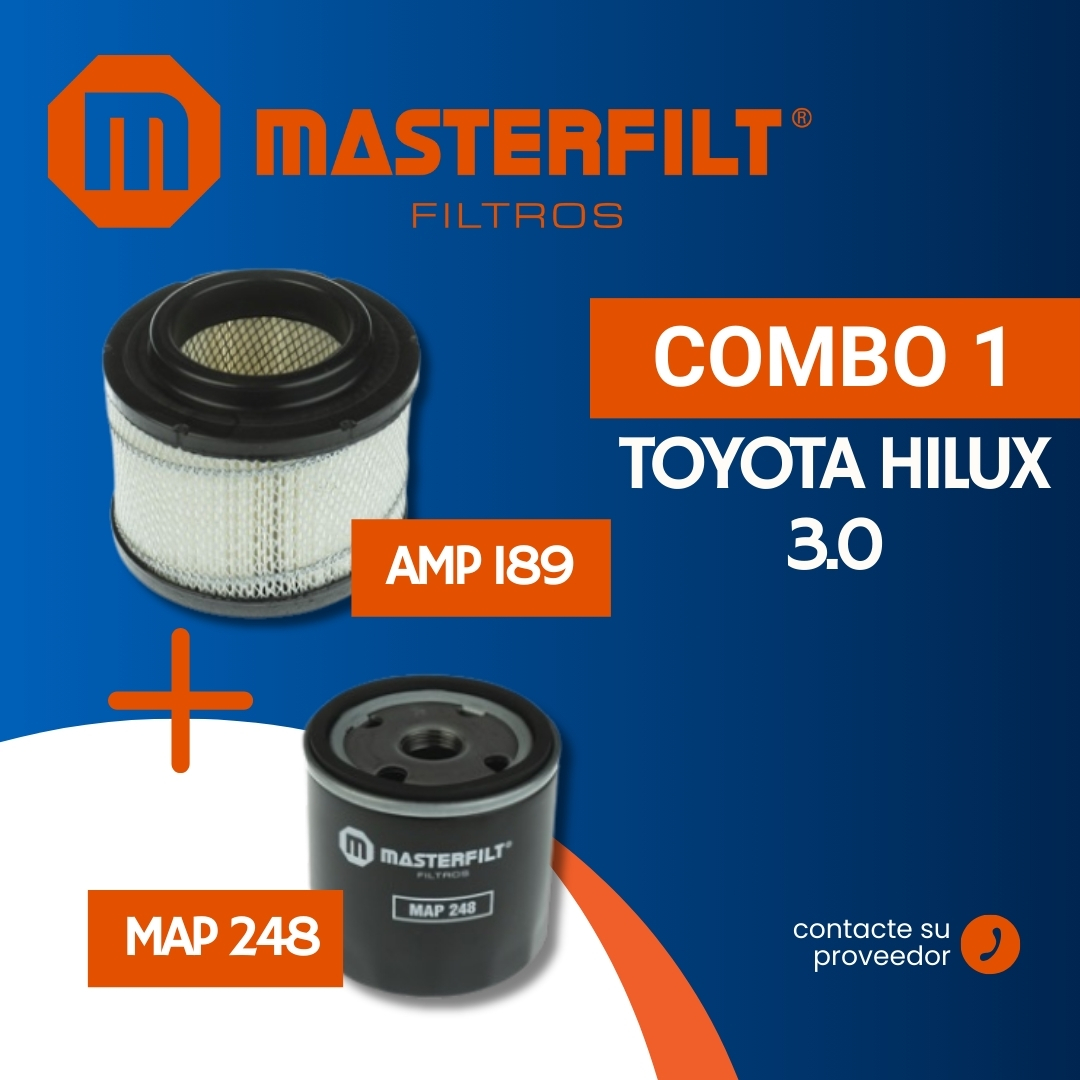 MASTERFILT®
FILTROS
COMBO 1
TOYOTA HILUX
3.0
AMP 189
MASTERFILT®
FILTROS
MAP 248
MAP 248
contacte su
proveedor